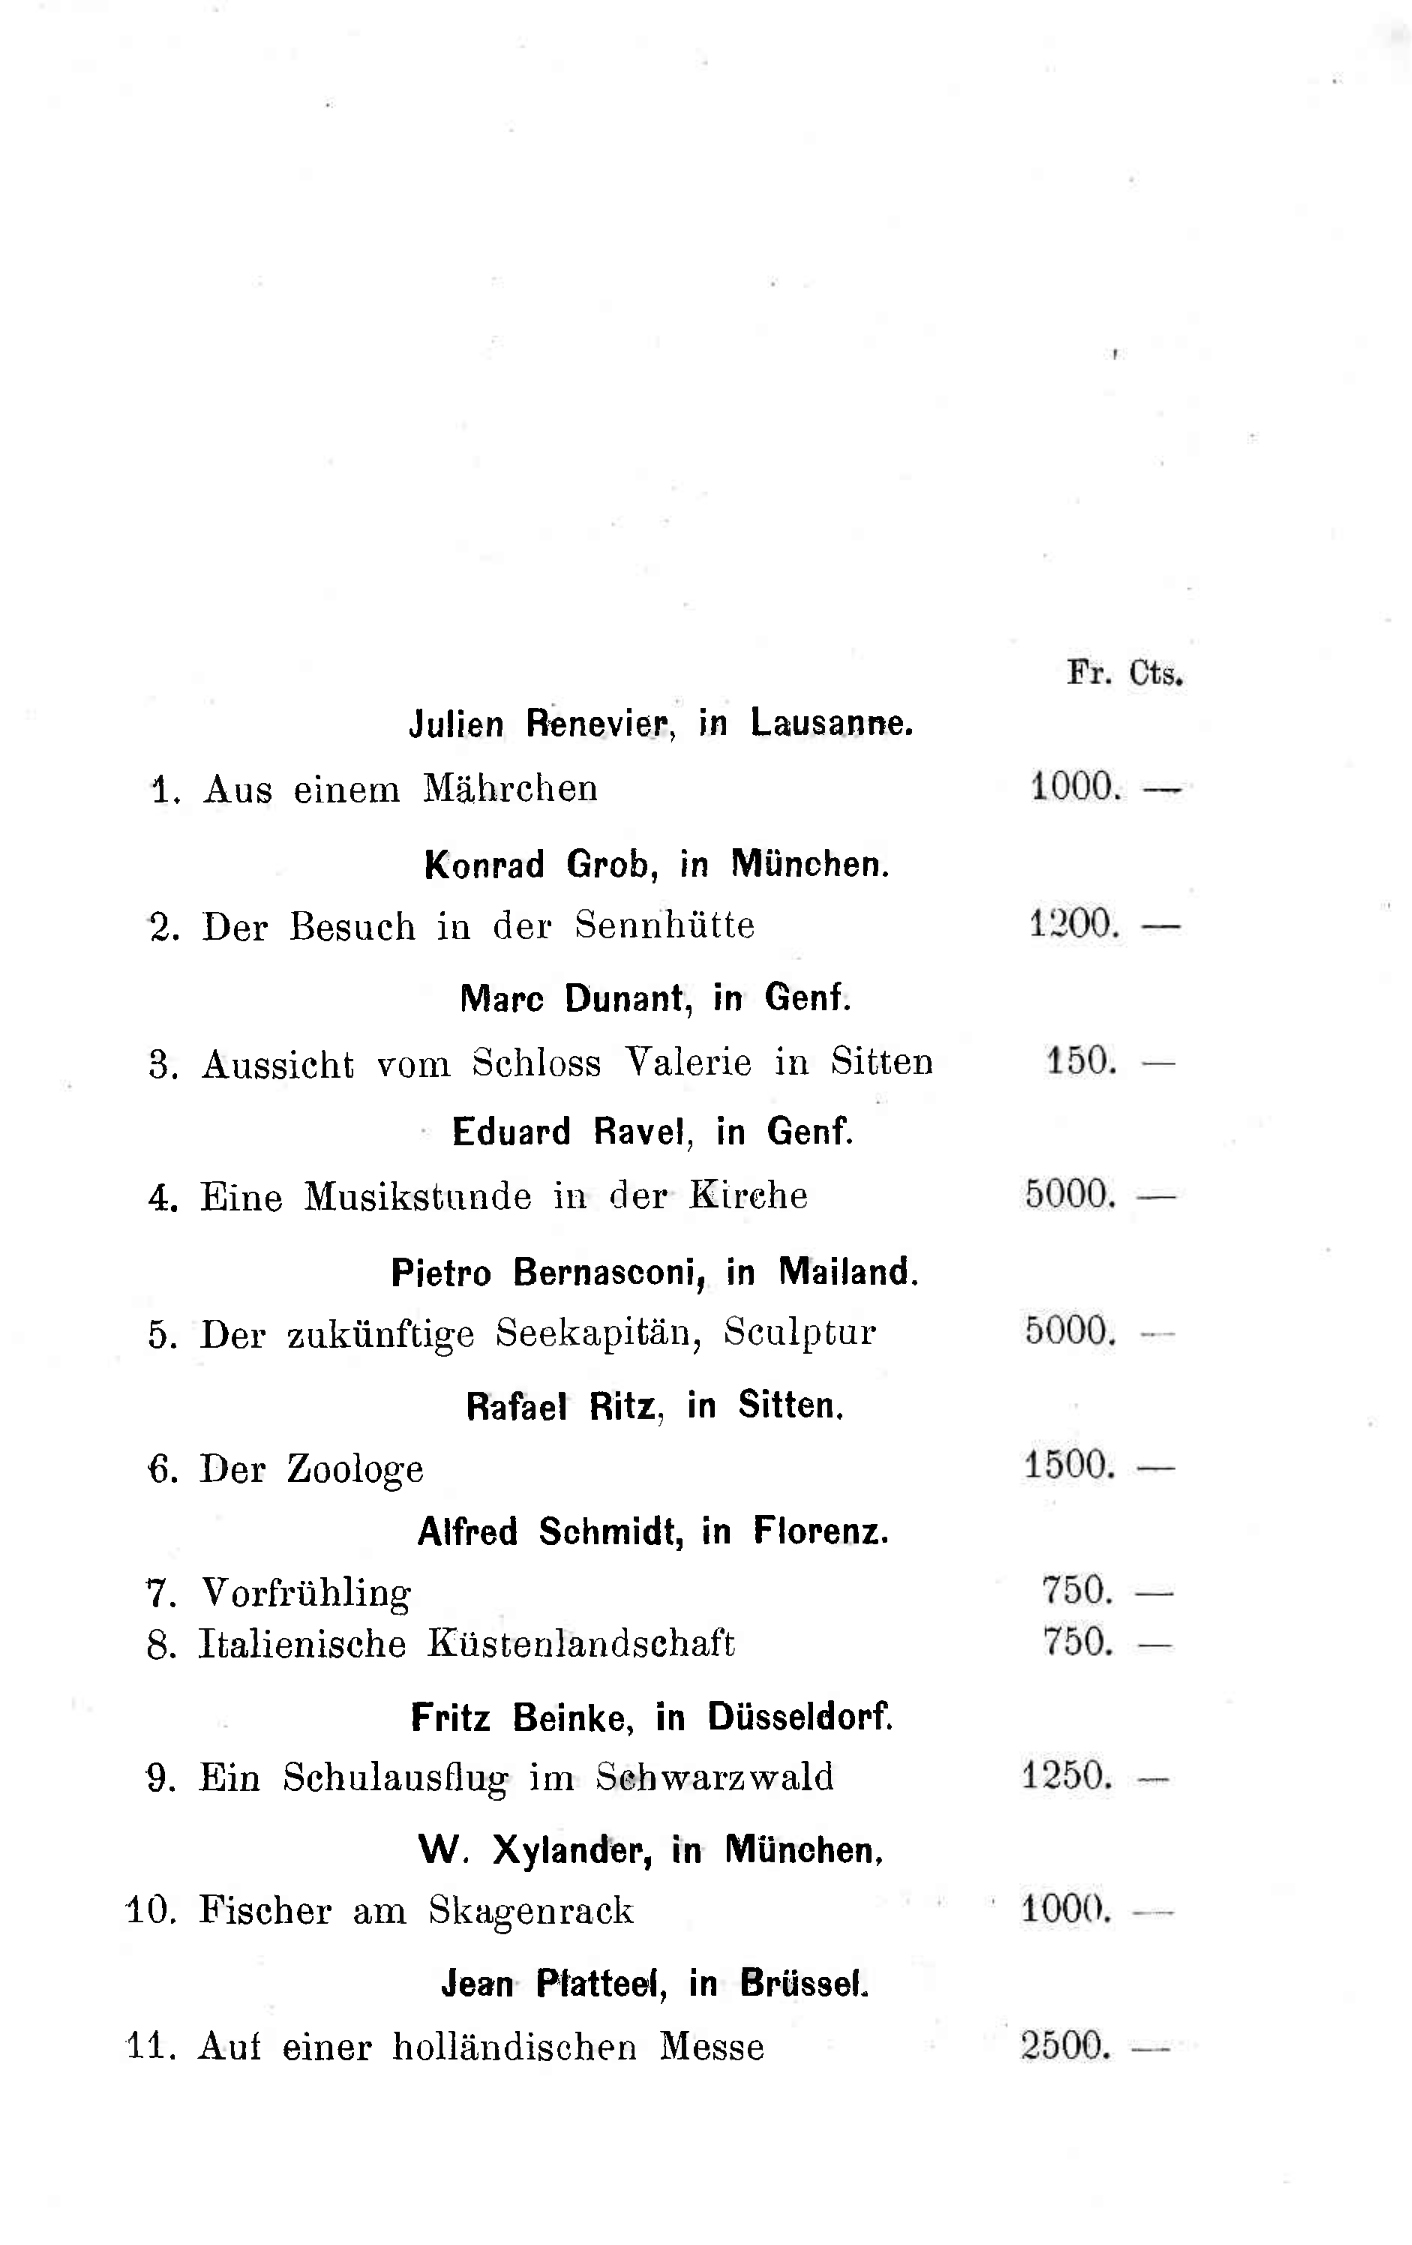 Fr. Cts.
Julien Renevier, in Lausanne.
1. Aus einem Mährchen 1000. —
Konrad Grob, in München.
2. Der Besuch in der Sennhütte 1200. —
Marc Dunant, in Genf.
3. Aussicht vom Schloss Valerie in Sitten 150. —
Eduard Ravel, in Genf.
4. Eine Musikstunde in der Kirche 5000. —
Pietro Bernasconi, in Mailand.
5. Der zukünftige Seekapitän, Sculptur 5000. —
Rafael Ritz, in Sitten.
6. Der Zoologe 1500. —
Alfred Schmidt, in Florenz.
7. Vorfrühling 750. —
8. Italienische Küstenlandschaft 750. —
Fritz Beinke, in Düsseldorf.
9. Ein Schulausflug im Schwarzwald 1250. —
W. Xylander, in München.
10. Fischer am Skagenrack 1000. —
Jean Platteel, in Brüssel.
11. Auf einer holländischen Messe 2500. —